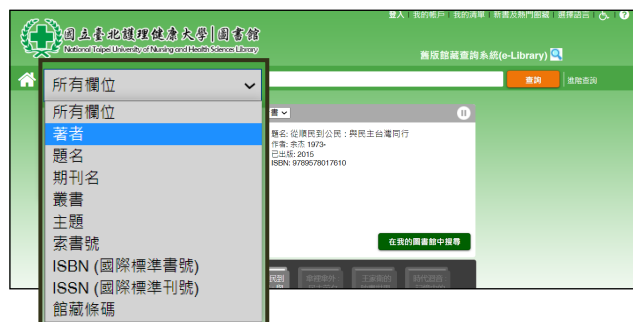 登入 | 我的帳戶 | 我的清單 | 新書及熱門館藏 | 選擇語言 |
國立臺北護理健康大學 | 圖書館
National Taipei University of Nursing and Health Science Library
舊版館藏查詢系統(e-Library)
所有欄位
查詢
進階查詢
所有欄位
著者
題名
期刊名
叢書
主題
索書號
ISBN (國際標準書號)
ISSN (國際標準刊號)
館藏條碼
書
題名: 從順民到公民 : 與民主台灣同行
作者: 余杰 1973-
已出版: 2015
ISBN: 9789578017610
在我的圖書館中搜尋
民到